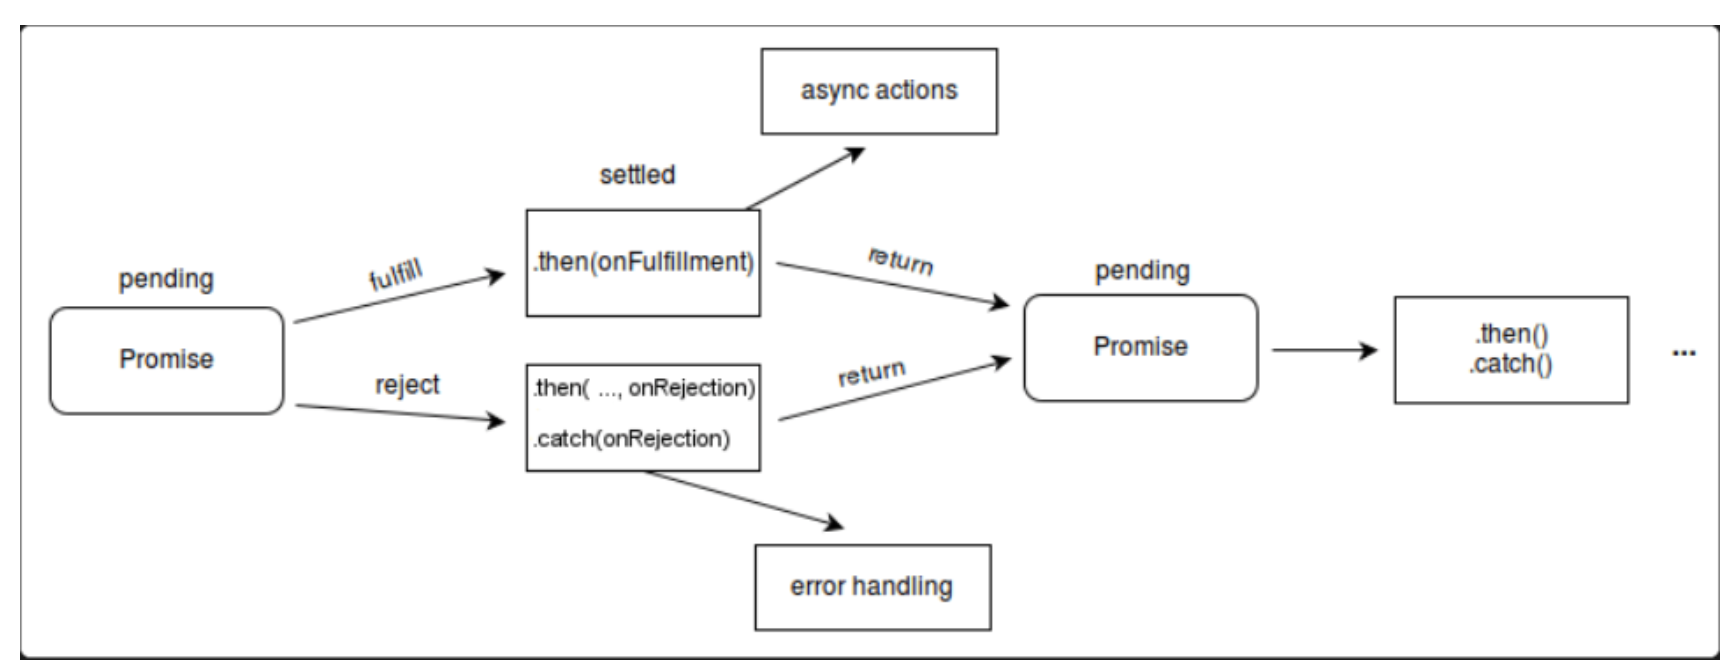 async actions
settled
.then(onFulfillment)
fulfill
return
pending
pending
Promise
Promise
.then()
.catch()
...
reject
.then( ..., onRejection)
.catch(onRejection)
return
error handling